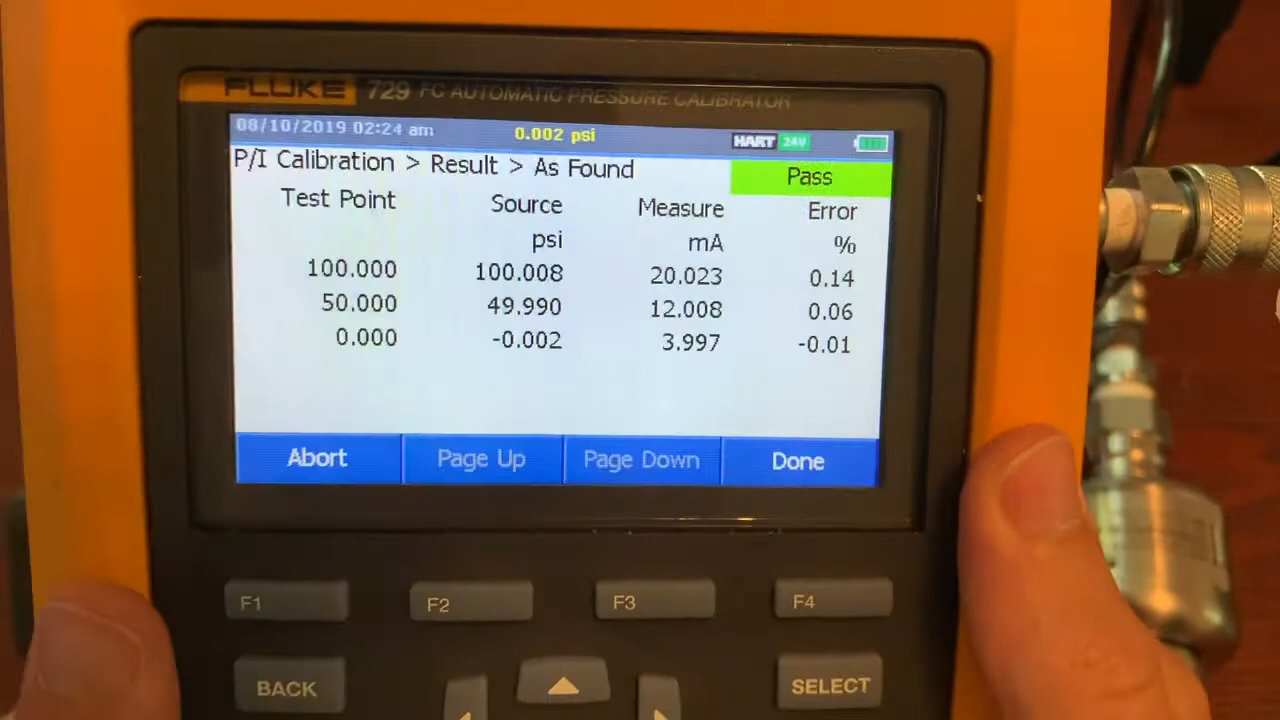 FLUKE 729 FC AUTOMATIC PRESSURE CALIBRATOR
08/10/2019 02:24 am 0.002 psi HART 24V
P/I Calibration > Result > As Found Pass
Test Point Source Measure Error
psi mA %
100.000 100.008 20.023 0.14
50.000 49.990 12.008 0.06
0.000 -0.002 3.997 -0.01
Abort Page Up Page Down Done
F1 F2 F3 F4
BACK SELECT